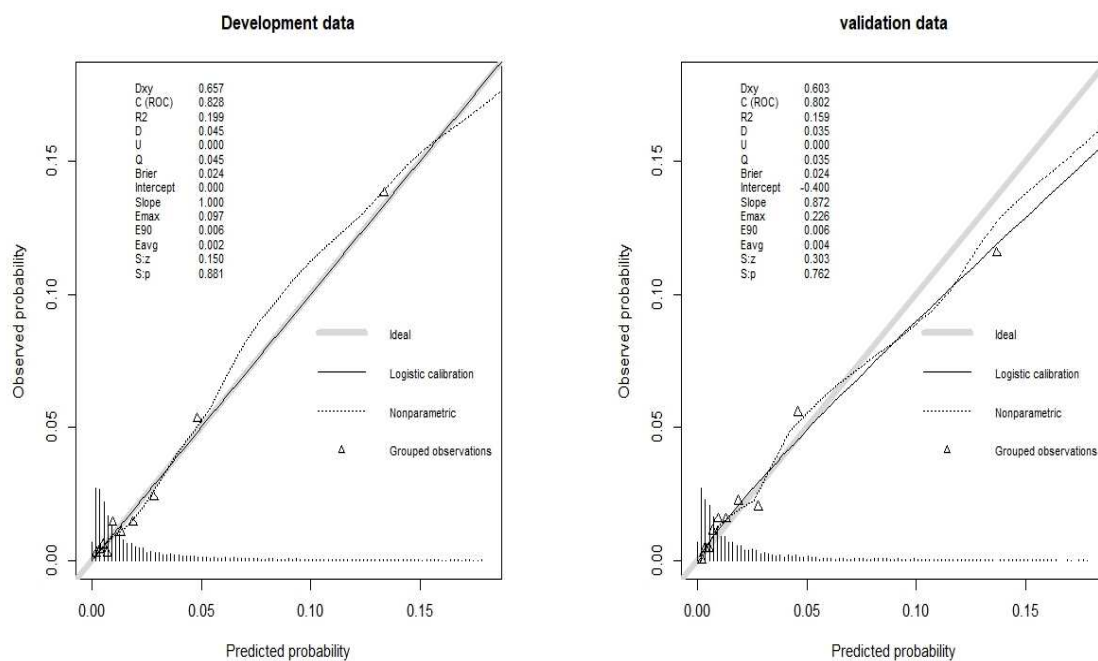 Development data
Dxy 0.657
C (ROC) 0.828
R2 0.199
D 0.045
U 0.000
Q 0.045
Brier 0.024
Intercept 0.000
Slope 1.000
Emax 0.097
E90 0.006
Eavg 0.002
S:z 0.150
S:p 0.881
Ideal
Logistic calibration
Nonparametric
Grouped observations
Observed probability
0.15
0.10
0.05
0.00
0.00 0.05 0.10 0.15
Predicted probability
validation data
Dxy 0.603
C (ROC) 0.802
R2 0.159
D 0.035
U 0.000
Q 0.035
Brier 0.024
Intercept -0.400
Slope 0.872
Emax 0.226
E90 0.006
Eavg 0.004
S:z 0.303
S:p 0.762
Ideal
Logistic calibration
Nonparametric
Grouped observations
Observed probability
0.15
0.10
0.05
0.00
0.00 0.05 0.10 0.15
Predicted probability